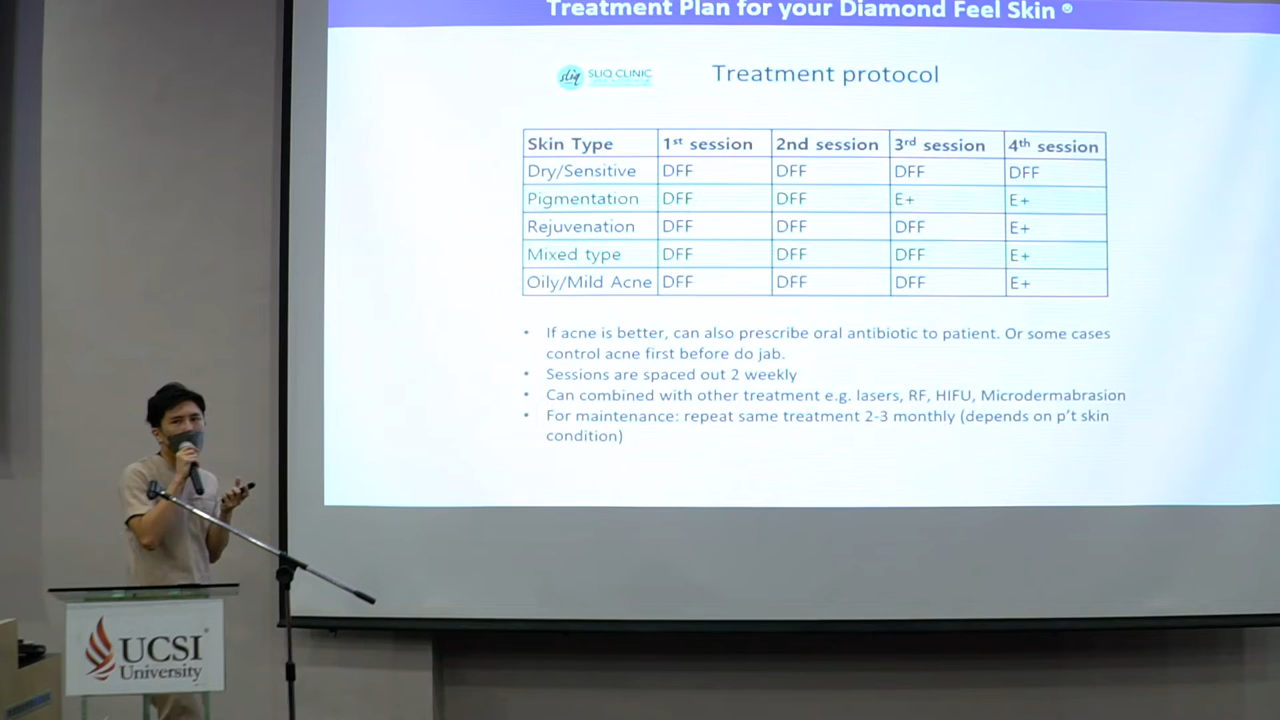 Treatment Plan for your Diamond Feel Skin ®
sliq SLIQ CLINIC
Treatment protocol
Skin Type 1st session 2nd session 3rd session 4th session
Dry/Sensitive DFF DFF DFF DFF
Pigmentation DFF DFF E+ E+
Rejuvenation DFF DFF DFF E+
Mixed type DFF DFF DFF E+
Oily/Mild Acne DFF DFF DFF E+
• If acne is better, can also prescribe oral antibiotic to patient. Or some cases
control acne first before do jab.
• Sessions are spaced out 2 weekly
• Can combined with other treatment e.g. lasers, RF, HIFU, Microdermabrasion
• For maintenance: repeat same treatment 2-3 monthly (depends on p't skin
condition)
UCSI
University